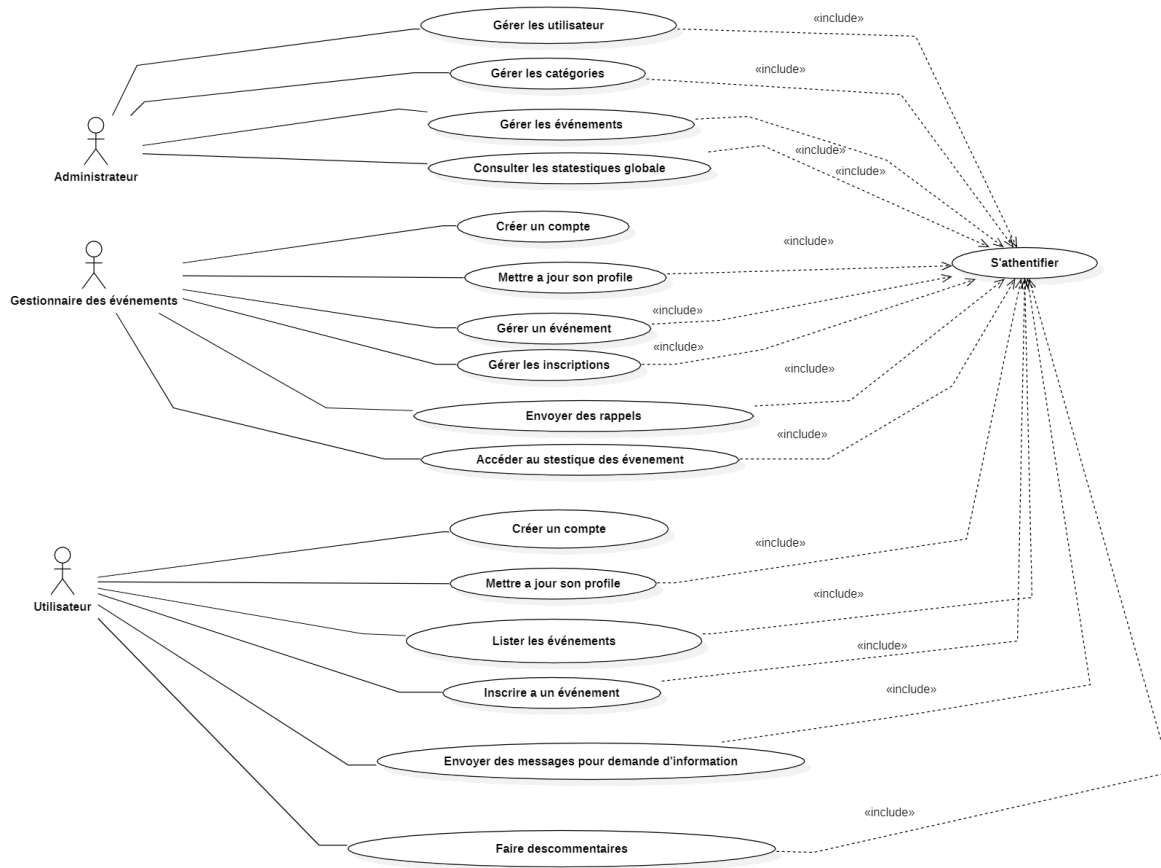 Gérer les utilisateur
«include»
Gérer les catégories
«include»
Gérer les événements
«include»
Consulter les statestiques globale
«include»
Administrateur
Créer un compte
«include»
Mettre a jour son profile
S'athentifier
Gestionnaire des événements
«include»
Gérer un événement
«include»
Gérer les inscriptions
«include»
Envoyer des rappels
«include»
Accéder au stestique des évenement
Créer un compte
«include»
Mettre a jour son profile
Utilisateur
«include»
Lister les événements
«include»
Inscrire a un événement
«include»
Envoyer des messages pour demande d'information
«include»
Faire descommentaires